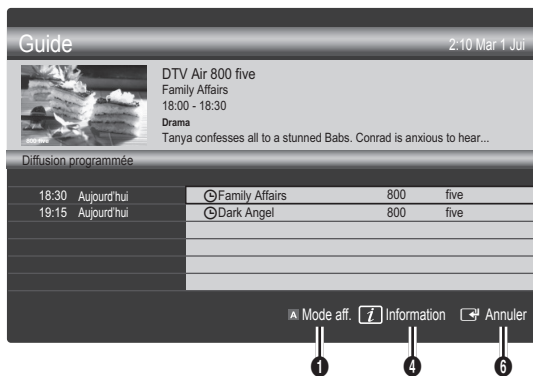 Guide 2:10 Mar 1 Jui
DTV Air 800 five
Family Affairs
18:00 - 18:30
Drama
Tanya confesses all to a stunned Babs. Conrad is anxious to hear...
800 five
Diffusion programmée
18:30 Aujourd'hui Family Affairs 800 five
19:15 Aujourd'hui Dark Angel 800 five
A Mode aff. i Information Annuler
1 4 6